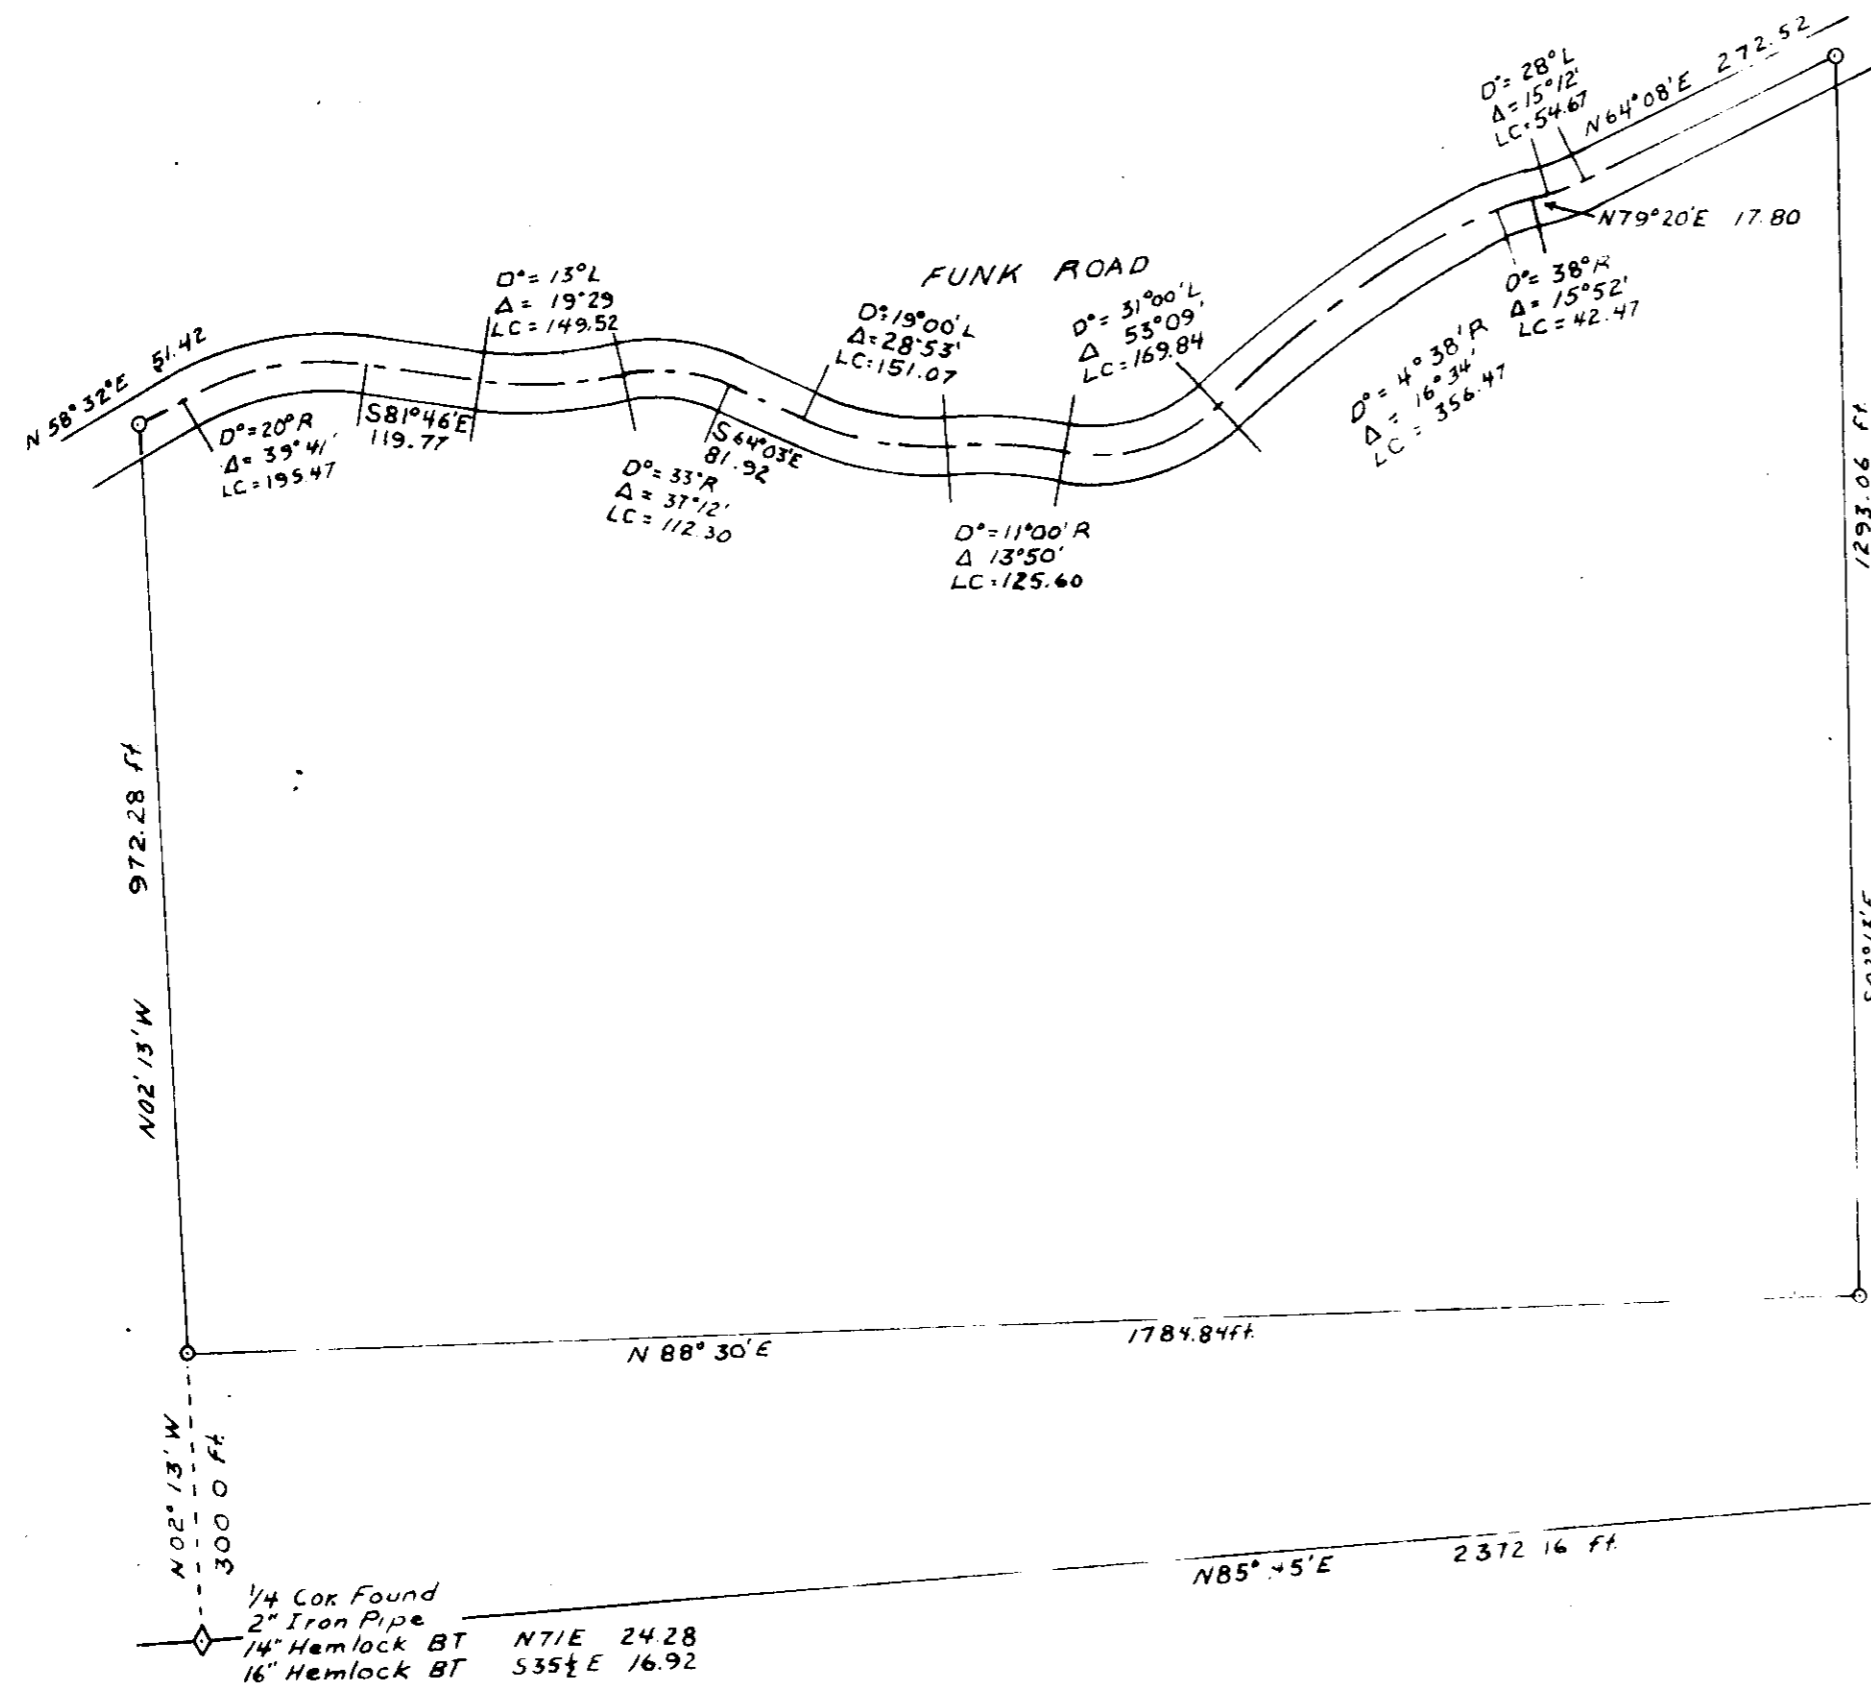 D°= 28°L
Δ=15°12'
LC=54.67
N64°08'E 272.52
N79°20'E 17.80
D°= 38°R
Δ= 15°52'
LC= 42.47
FUNK ROAD
D°= 13°L
Δ= 19°29
LC=149.52
D°=19°00'L
Δ=28°53'
LC=151.07
D°= 31°00'L
Δ 53°09'
LC=169.84
D°= 4°38'R
Δ= 16°34'
LC= 356.47
N 58°32'E 51.42
D°=20°R
Δ=39°41'
LC=195.47
S81°46'E
119.77
S64°03'E
81.92
D°= 33°R
Δ= 37°12'
LC= 112.30
D°=11°00'R
Δ 13°50'
LC=125.60
1293.06 ft
972.28 ft
N02'13'W
N 88°30'E 1784.84ft.
N02°13'W
300 0 ft.
N85° 45'E 2372 16 ft.
1/4 Cor Found
2" Iron Pipe
14" Hemlock BT N71E 24.28
16" Hemlock BT S35½E 16.92